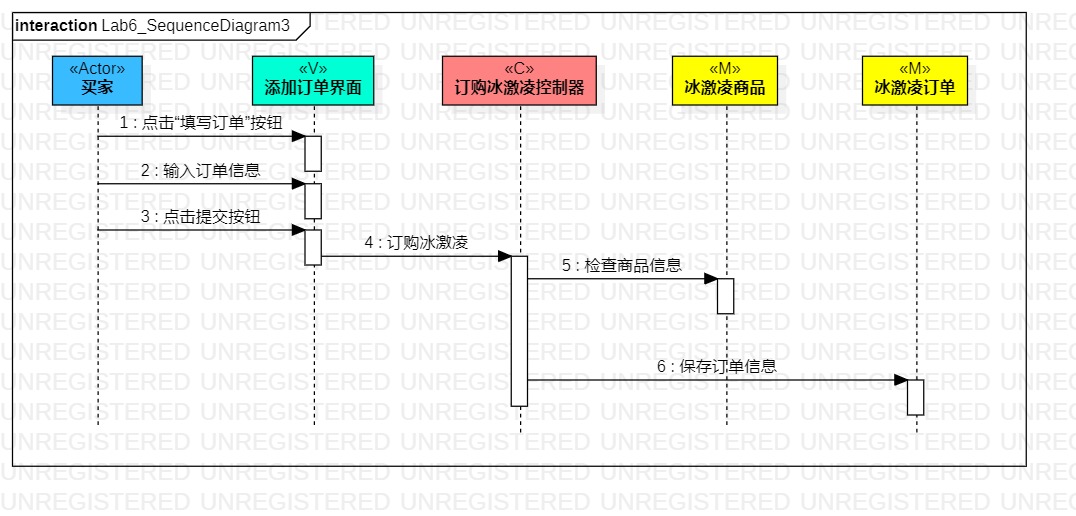 interaction Lab6_SequenceDiagram3
«Actor»
买家
«V»
添加订单界面
«C»
订购冰激凌控制器
«M»
冰激凌商品
«M»
冰激凌订单
1 : 点击“填写订单”按钮
2 : 输入订单信息
3 : 点击提交按钮
4 : 订购冰激凌
5 : 检查商品信息
6 : 保存订单信息
UNREGISTERED UNREGISTERED UNREGISTERED UNREGISTERED UNREGISTERED UNREGISTERED